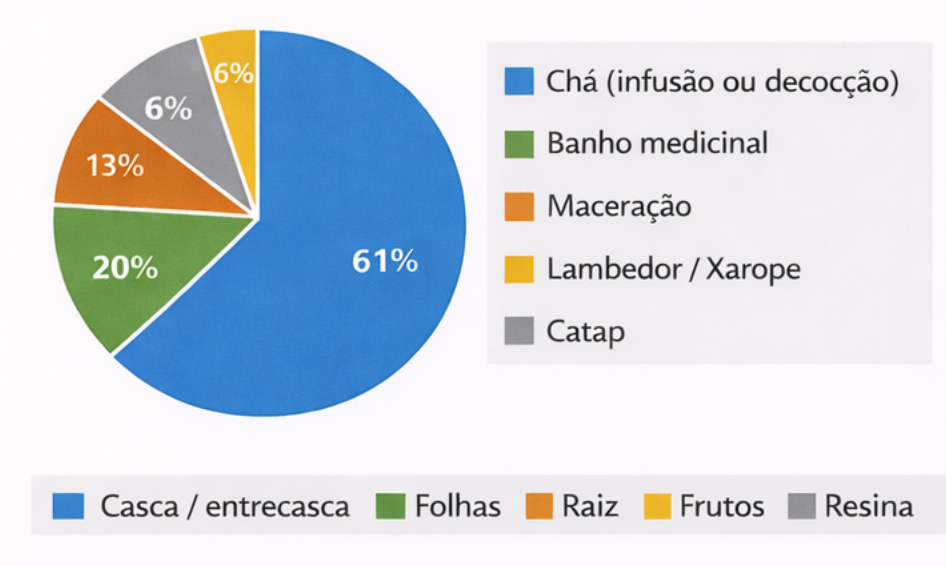 6%
6%
13%
20%
61%
Chá (infusão ou decocção)
Banho medicinal
Maceração
Lambedor / Xarope
Catap
Casca / entrecasca Folhas Raiz Frutos Resina